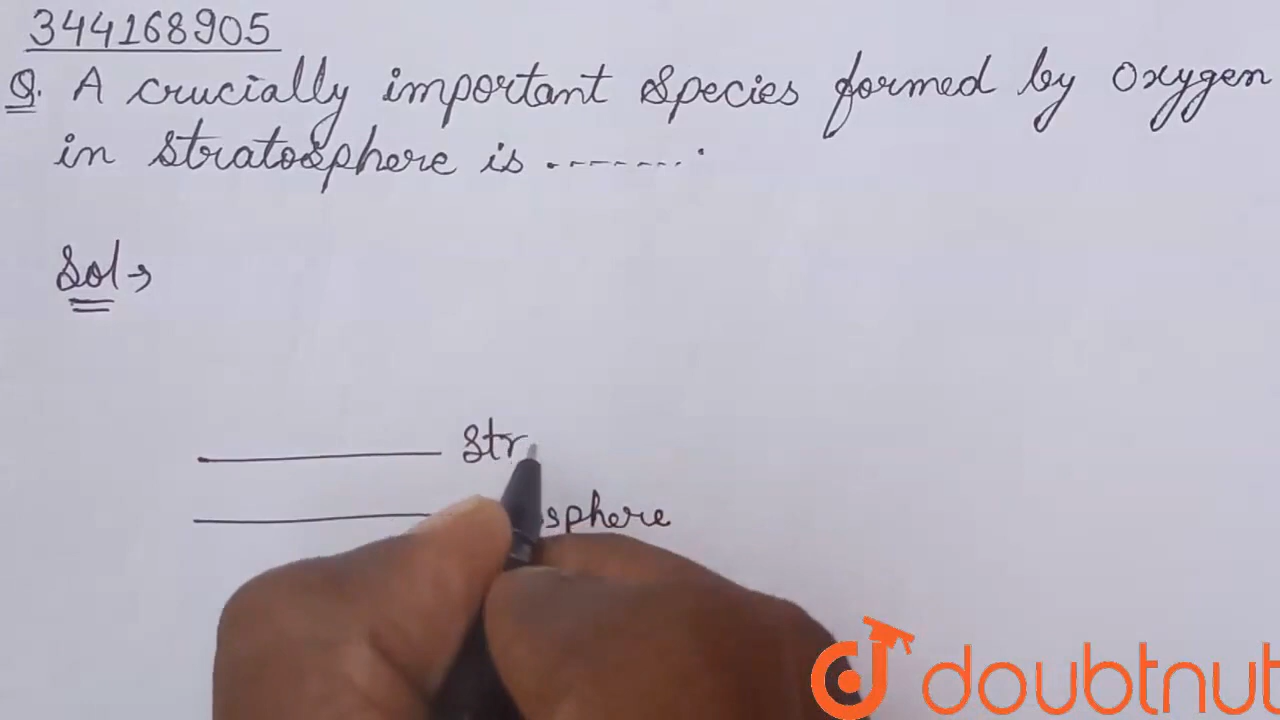 344168905
Q. A crucially important species formed by oxygen
in stratosphere is ........
Sol →
Str
sphere
doubtnut